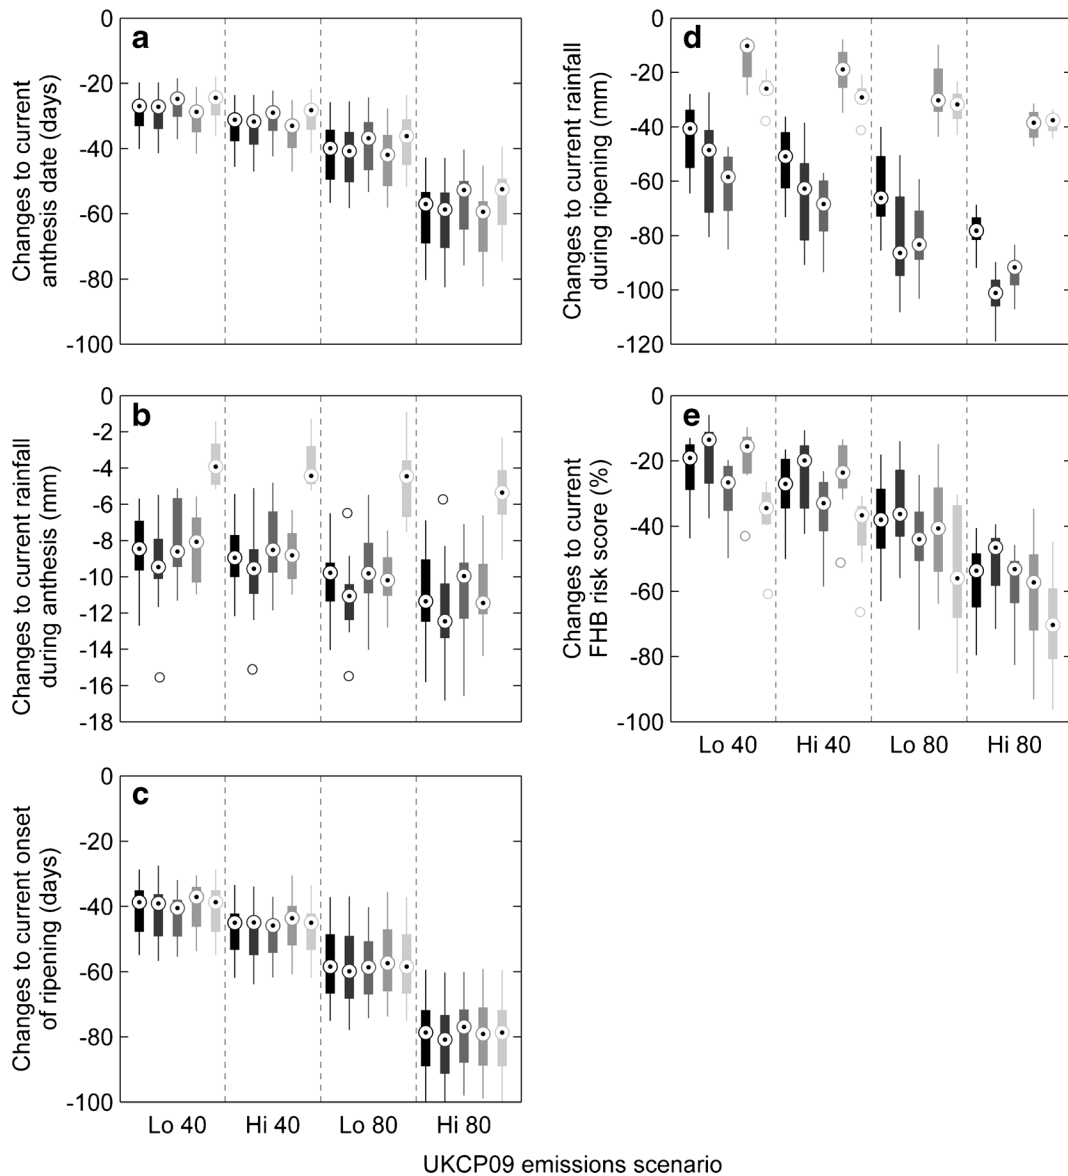 a
Changes to current
anthesis date (days)
0
-20
-40
-60
-80
-100
b
Changes to current rainfall
during anthesis (mm)
0
-2
-4
-6
-8
-10
-12
-14
-16
-18
c
Changes to current onset
of ripening (days)
0
-20
-40
-60
-80
-100
Lo 40 Hi 40 Lo 80 Hi 80
d
Changes to current rainfall
during ripening (mm)
0
-20
-40
-60
-80
-100
-120
e
Changes to current
FHB risk score (%)
0
-20
-40
-60
-80
-100
Lo 40 Hi 40 Lo 80 Hi 80
UKCP09 emissions scenario